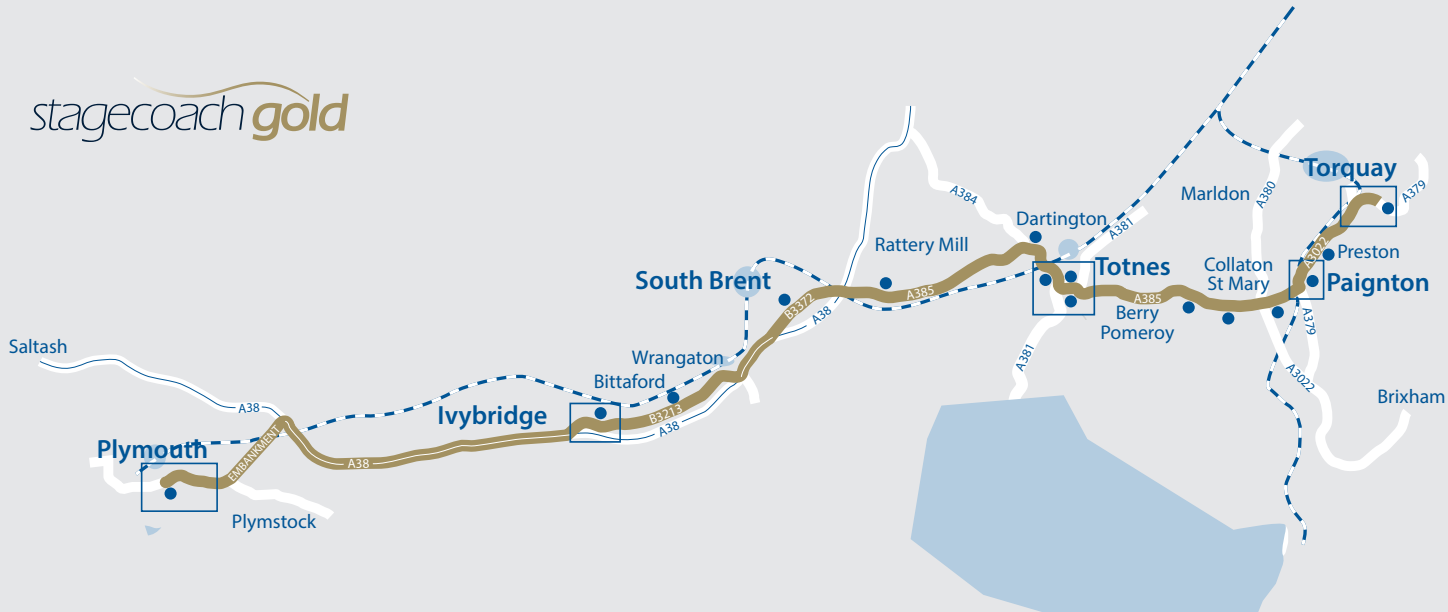 stagecoach gold
Torquay
A379
Marldon
A380
A384
Dartington
A381
Preston
A3022
Rattery Mill
Totnes
Collaton
St Mary
Paignton
South Brent
A385
A385
B3372
A38
Berry
Pomeroy
A379
Saltash
Wrangaton
Bittaford
A381
A3022
Brixham
A38
Ivybridge
B3213
A38
Plymouth
EMBANKMENT
A38
Plymstock